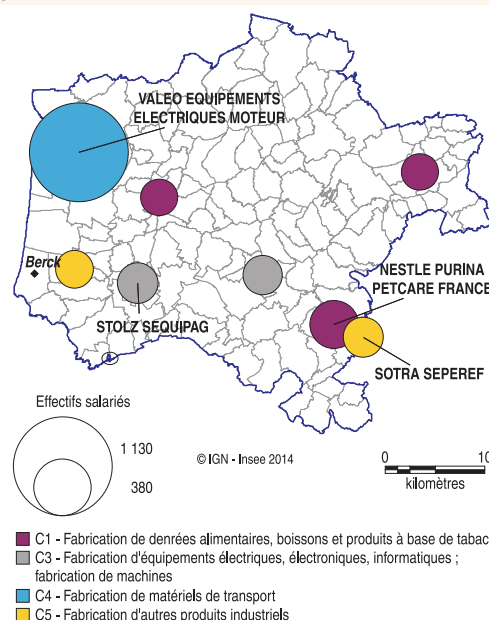 VALEO EQUIPEMENTS
ELECTRIQUES MOTEUR
Berck
NESTLE PURINA
PETCARE FRANCE
STOLZ SEQUIPAG
SOTRA SEPEREF
Effectifs salariés
1 130
380
© IGN - Insee 2014
0 10
kilomètres
C1 - Fabrication de denrées alimentaires, boissons et produits à base de tabac
C3 - Fabrication d'équipements électriques, électroniques, informatiques ;
fabrication de machines
C4 - Fabrication de matériels de transport
C5 - Fabrication d'autres produits industriels